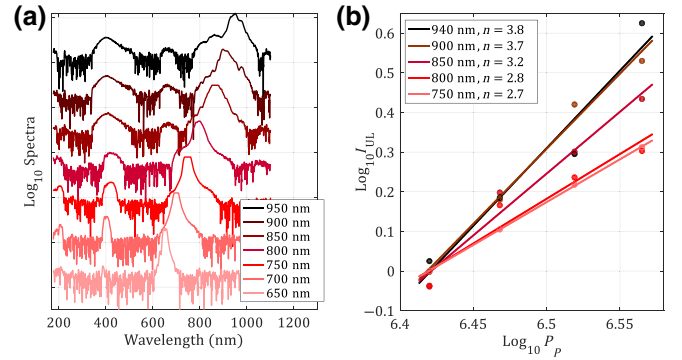 (a)
Log₁₀ Spectra
950 nm
900 nm
850 nm
800 nm
750 nm
700 nm
650 nm
200 400 600 800 1000 1200
Wavelength (nm)
(b)
Log₁₀ I_UL
0.6
0.5
0.4
0.3
0.2
0.1
0
−0.1
940 nm, n = 3.8
900 nm, n = 3.7
850 nm, n = 3.2
800 nm, n = 2.8
750 nm, n = 2.7
6.4 6.45 6.5 6.55
Log₁₀ P_P